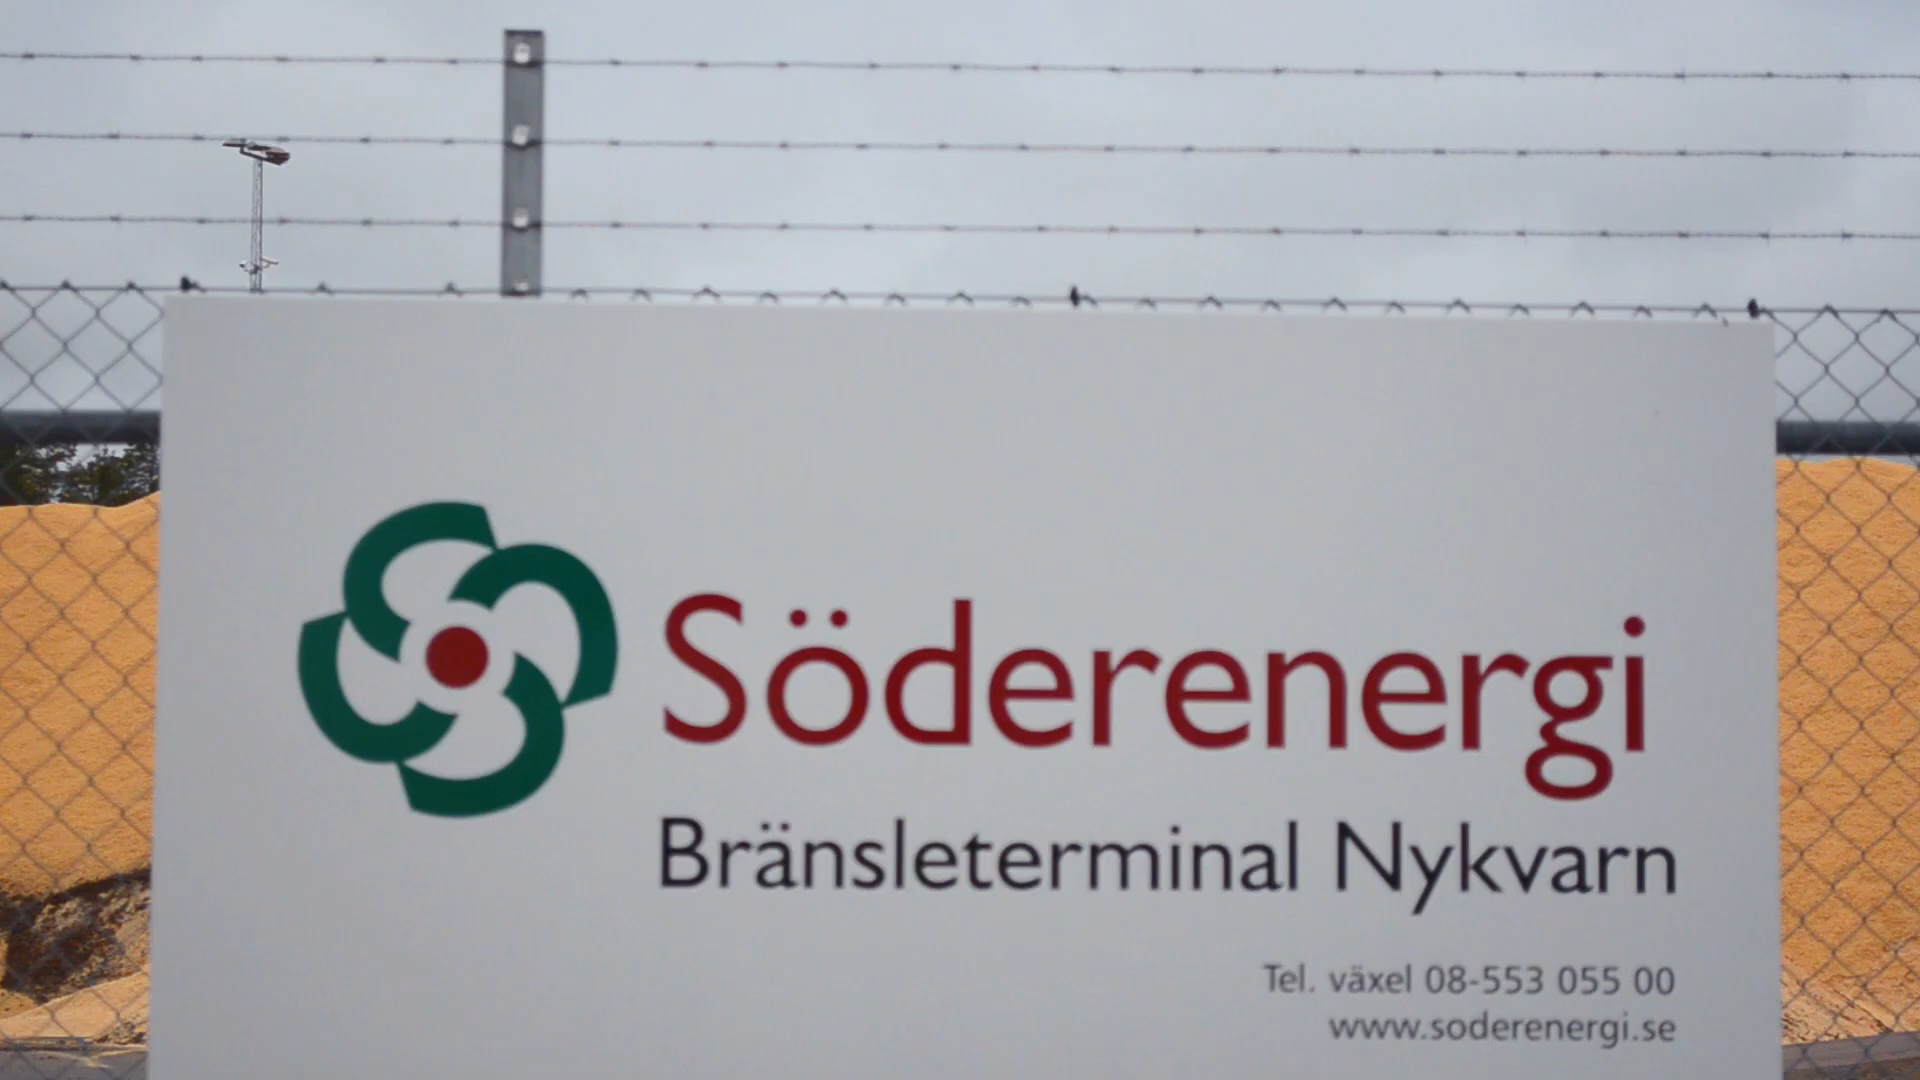 Söderenergi
Bränsleterminal Nykvarn
Tel. växel 08-553 055 00
www.soderenergi.se